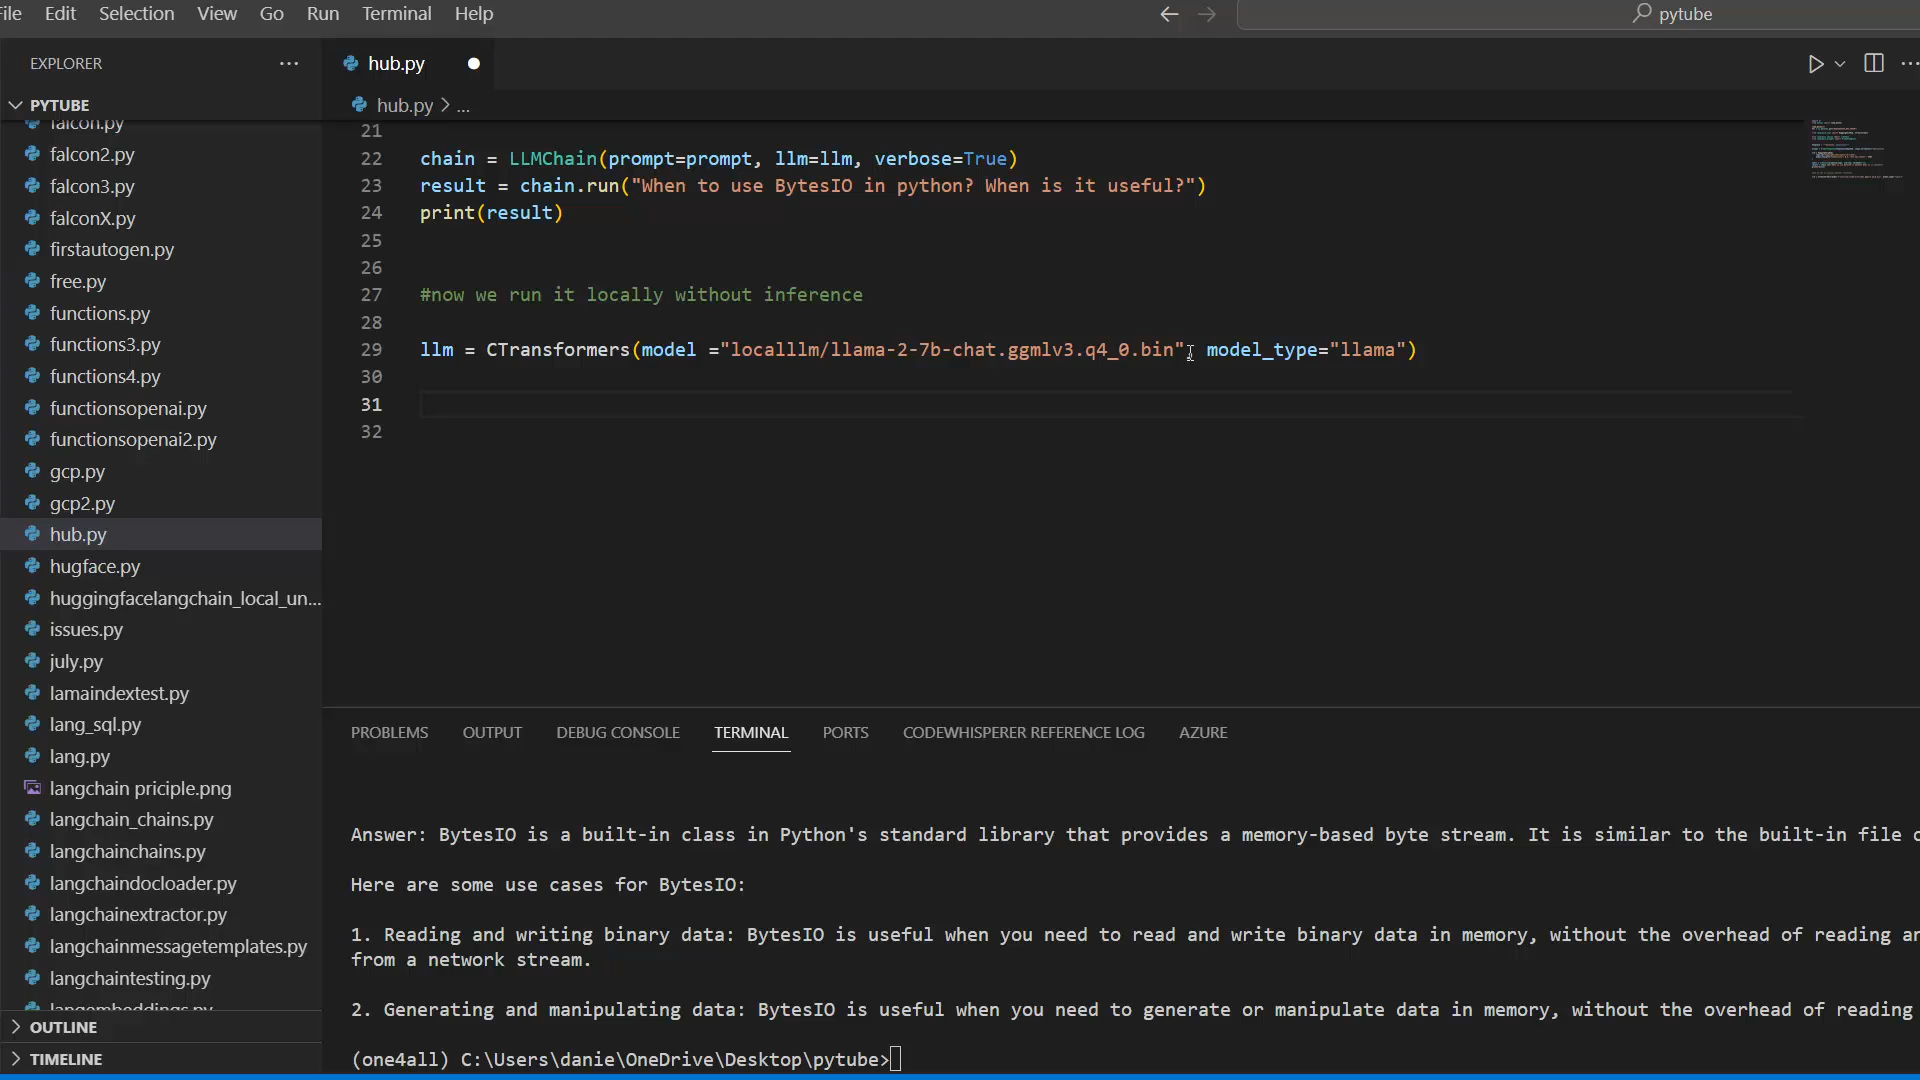 File Edit Selection View Go Run Terminal Help
pytube
EXPLORER
hub.py
PYTUBE
hub.py > ...
falcon.py
falcon2.py
falcon3.py
falconX.py
firstautogen.py
free.py
functions.py
functions3.py
functions4.py
functionsopenai.py
functionsopenai2.py
gcp.py
gcp2.py
hub.py
hugface.py
huggingfacelangchain_local_un...
issues.py
july.py
lamaindextest.py
lang_sql.py
lang.py
langchain priciple.png
langchain_chains.py
langchainchains.py
langchaindocloader.py
langchainextractor.py
langchainmessagetemplates.py
langchaintesting.py
langembeddings.py
OUTLINE
TIMELINE
21
22 chain = LLMChain(prompt=prompt, llm=llm, verbose=True)
23 result = chain.run("When to use BytesIO in python? When is it useful?")
24 print(result)
25
26
27 #now we run it locally without inference
28
29 llm = CTransformers(model ="localllm/llama-2-7b-chat.ggmlv3.q4_0.bin", model_type="llama")
30
31
32
PROBLEMS OUTPUT DEBUG CONSOLE TERMINAL PORTS CODEWHISPERER REFERENCE LOG AZURE
Answer: BytesIO is a built-in class in Python's standard library that provides a memory-based byte stream. It is similar to the built-in file
Here are some use cases for BytesIO:
1. Reading and writing binary data: BytesIO is useful when you need to read and write binary data in memory, without the overhead of reading
from a network stream.
2. Generating and manipulating data: BytesIO is useful when you need to generate or manipulate data in memory, without the overhead of reading
(one4all) C:\Users\danie\OneDrive\Desktop\pytube>